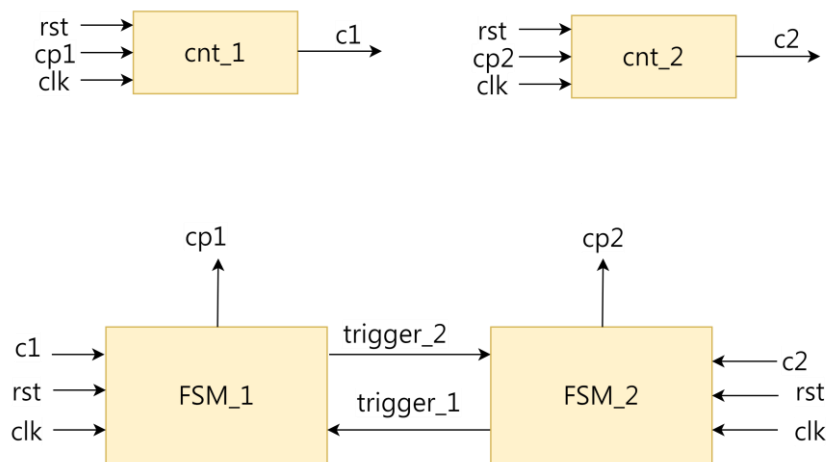 rst
cp1
clk
cnt_1
c1
rst
cp2
clk
cnt_2
c2
cp1
cp2
c1
rst
clk
FSM_1
trigger_2
trigger_1
FSM_2
c2
rst
clk